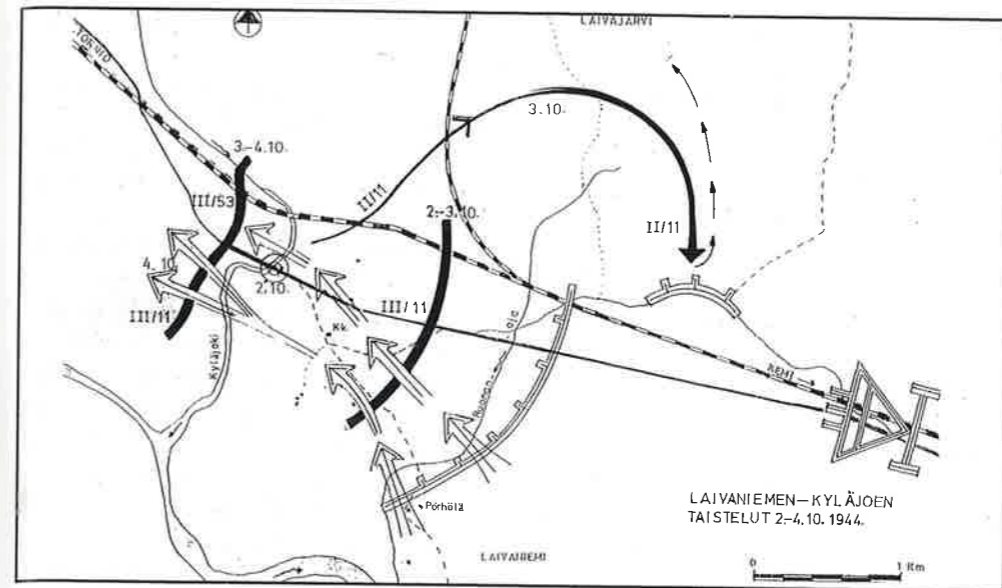 LAIVAJÄRVI
TORNIO
3.10.
3.-4.10.
III/53
II/11
2.-3.10.
II/11
4.10.
2.10.
III/11
III/11
Kk.
Kyläjoki
KEMI
Pörhölä
LAIVANIEMEN–KYLÄJOEN
TAISTELUT 2.-4.10.1944.
LAIVANIEMI
0
1 Km